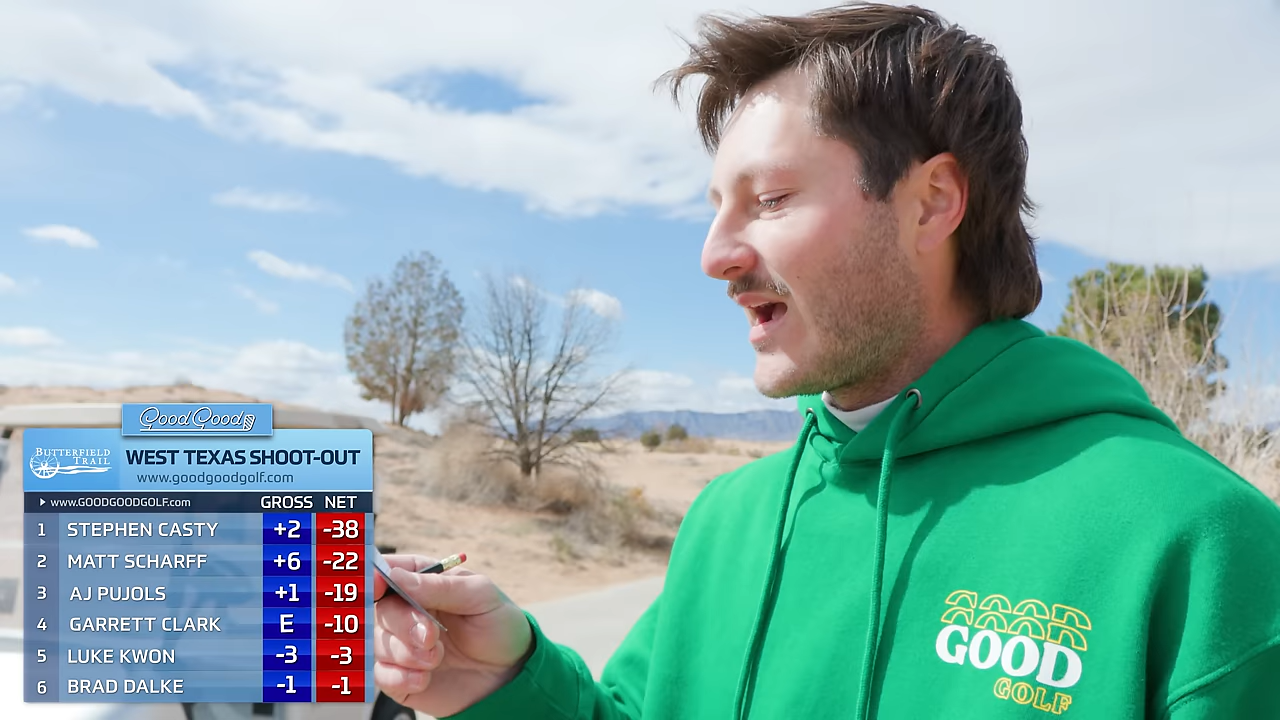 GoodGood
BUTTERFIELD TRAIL
WEST TEXAS SHOOT-OUT
www.goodgoodgolf.com
www.GOODGOODGOLF.com GROSS NET
1 STEPHEN CASTY +2 -38
2 MATT SCHARFF +6 -22
3 AJ PUJOLS +1 -19
4 GARRETT CLARK E -10
5 LUKE KWON -3 -3
6 BRAD DALKE -1 -1
GOOD
GOOD
GOOD
GOLF